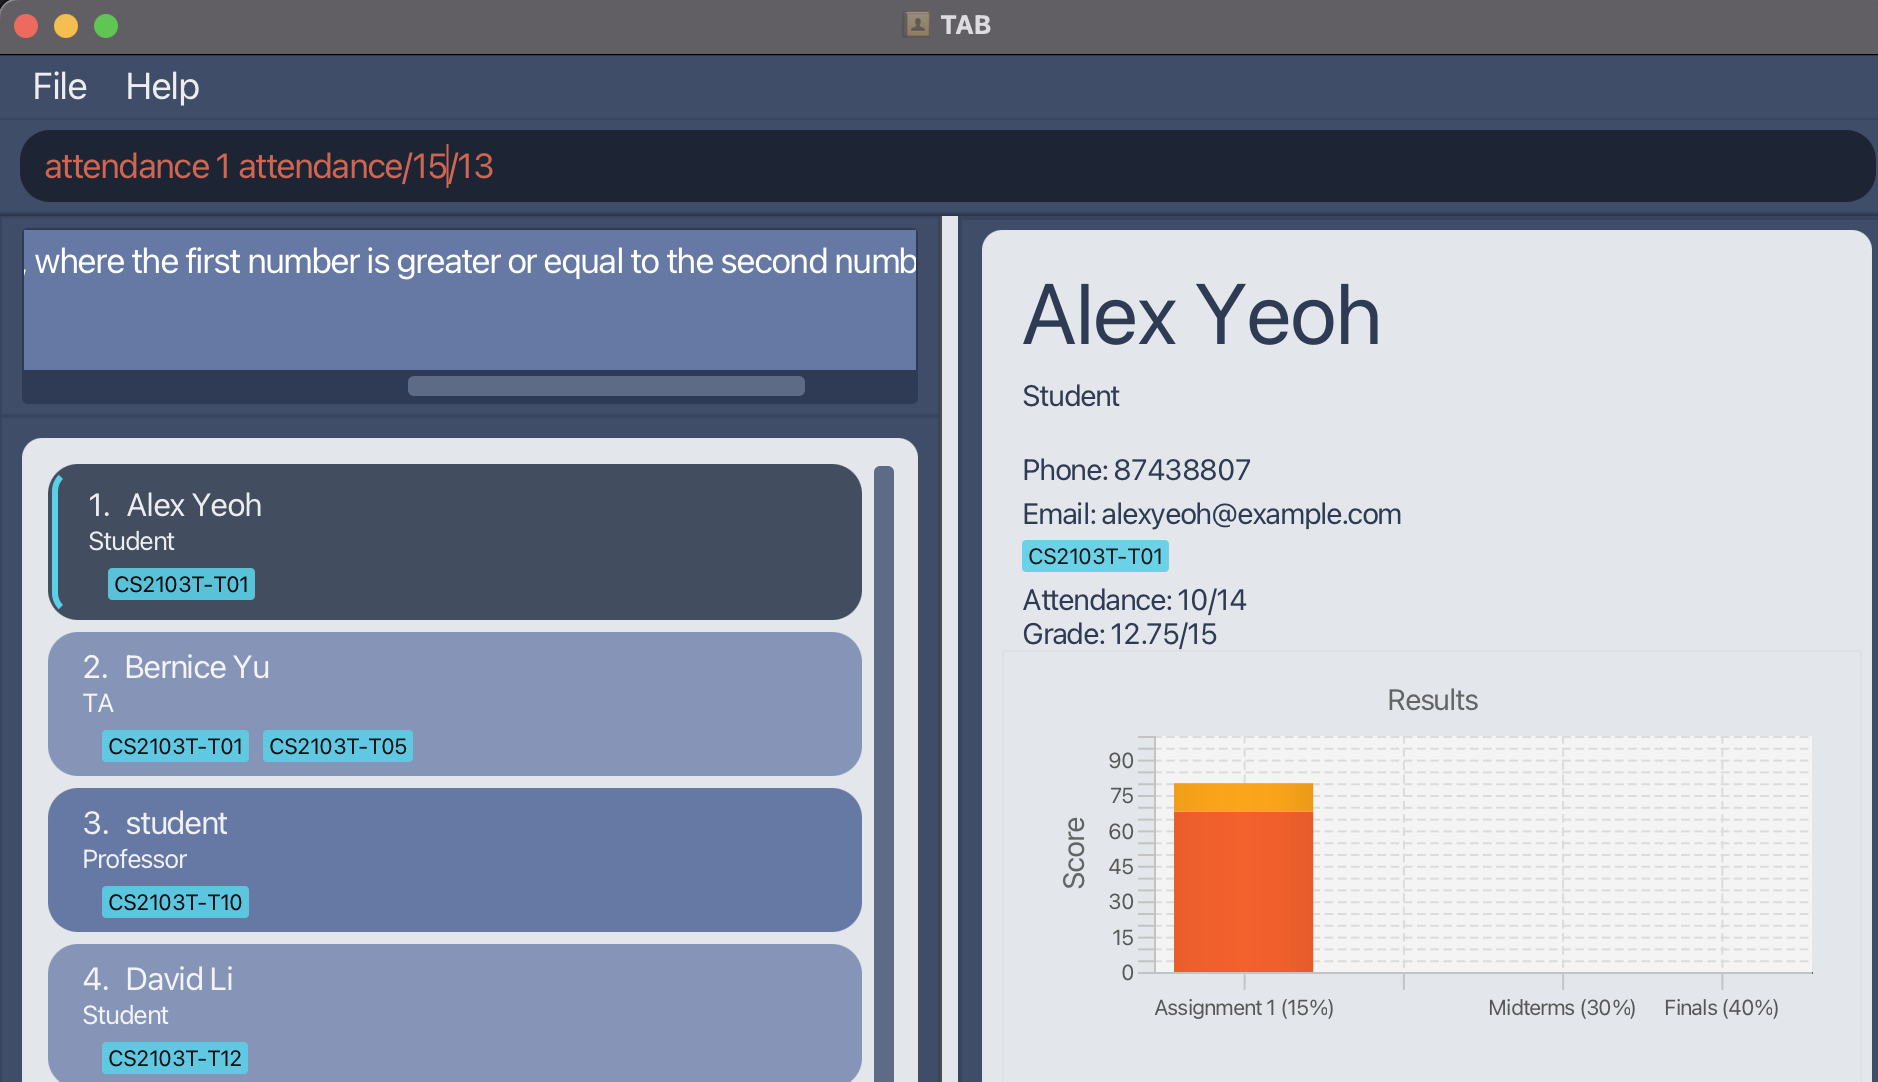 TAB
File Help
attendance 1 attendance/15/13
, where the first number is greater or equal to the second numb
1. Alex Yeoh
Student
CS2103T-T01
2. Bernice Yu
TA
CS2103T-T01 CS2103T-T05
3. student
Professor
CS2103T-T10
4. David Li
Student
CS2103T-T12
Alex Yeoh
Student
Phone: 87438807
Email: alexyeoh@example.com
CS2103T-T01
Attendance: 10/14
Grade: 12.75/15
Results
Score
90
75
60
45
30
15
0
Assignment 1 (15%) Midterms (30%) Finals (40%)